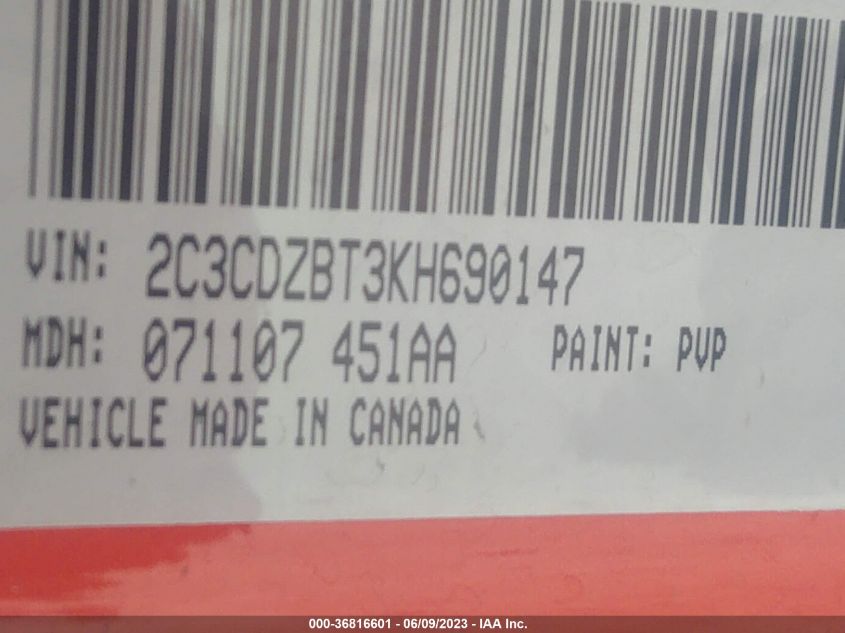 VIN: 2C3CDZBT3KH690147
MDH: 071107 451AA PAINT: PVP
VEHICLE MADE IN CANADA
000-36816601 - 06/09/2023 - IAA Inc.